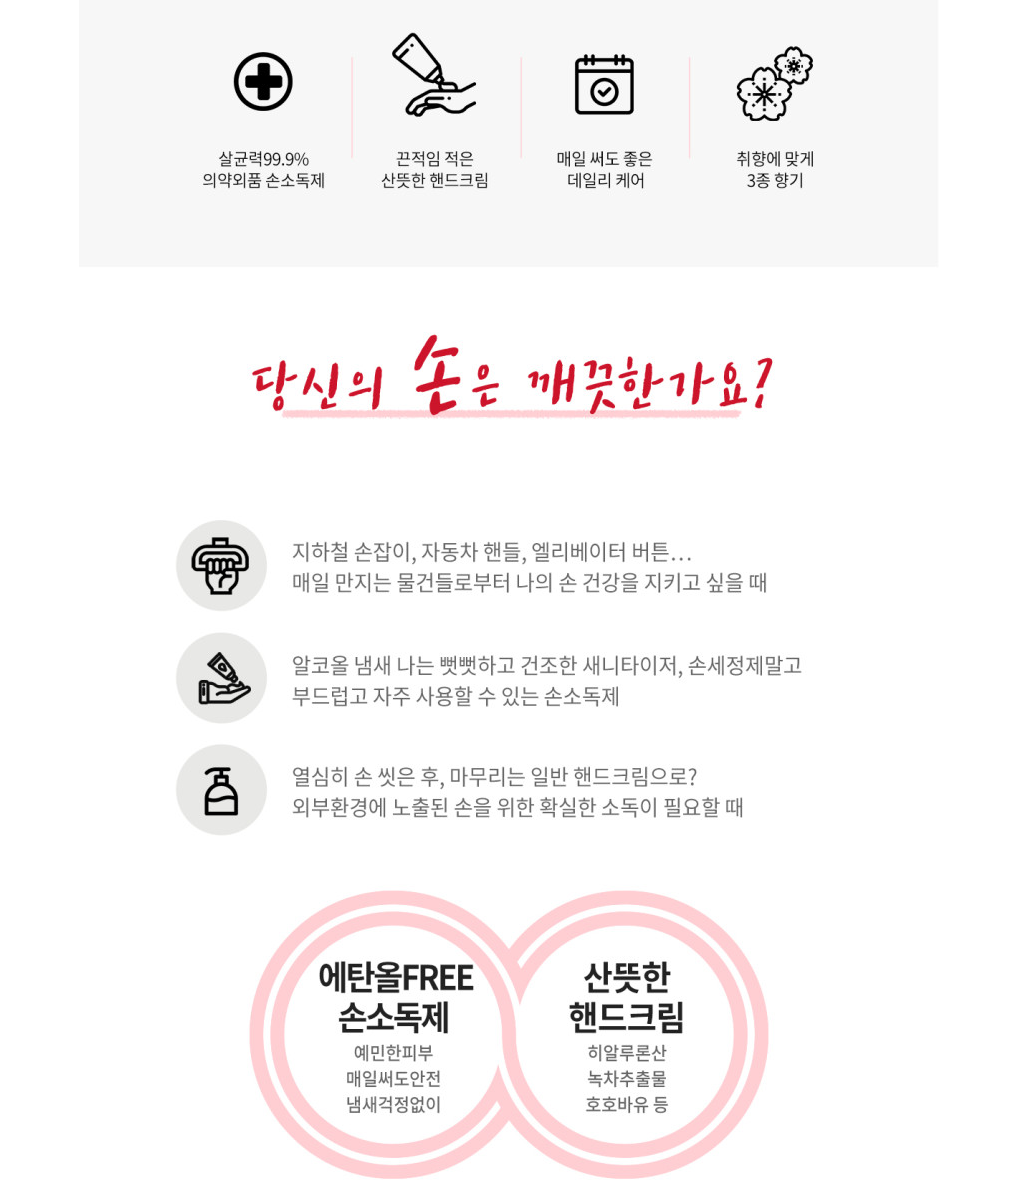 살균력99.9%
의약외품 손소독제
끈적임 적은
산뜻한 핸드크림
매일 써도 좋은
데일리 케어
취향에 맞게
3종 향기
당신의 손은 깨끗한가요?
지하철 손잡이, 자동차 핸들, 엘리베이터 버튼...
매일 만지는 물건들로부터 나의 손 건강을 지키고 싶을 때
알코올 냄새 나는 뻣뻣하고 건조한 새니타이저, 손세정제말고
부드럽고 자주 사용할 수 있는 손소독제
열심히 손 씻은 후, 마무리는 일반 핸드크림으로?
외부환경에 노출된 손을 위한 확실한 소독이 필요할 때
에탄올FREE
손소독제
예민한피부
매일써도안전
냄새걱정없이
산뜻한
핸드크림
히알루론산
녹차추출물
호호바유 등